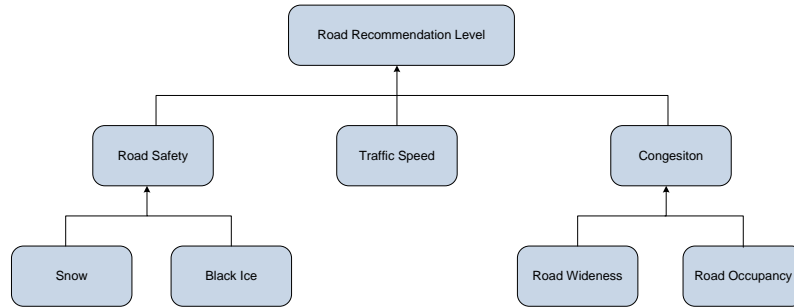 Road Recommendation Level
Road Safety
Traffic Speed
Congesiton
Snow
Black Ice
Road Wideness
Road Occupancy